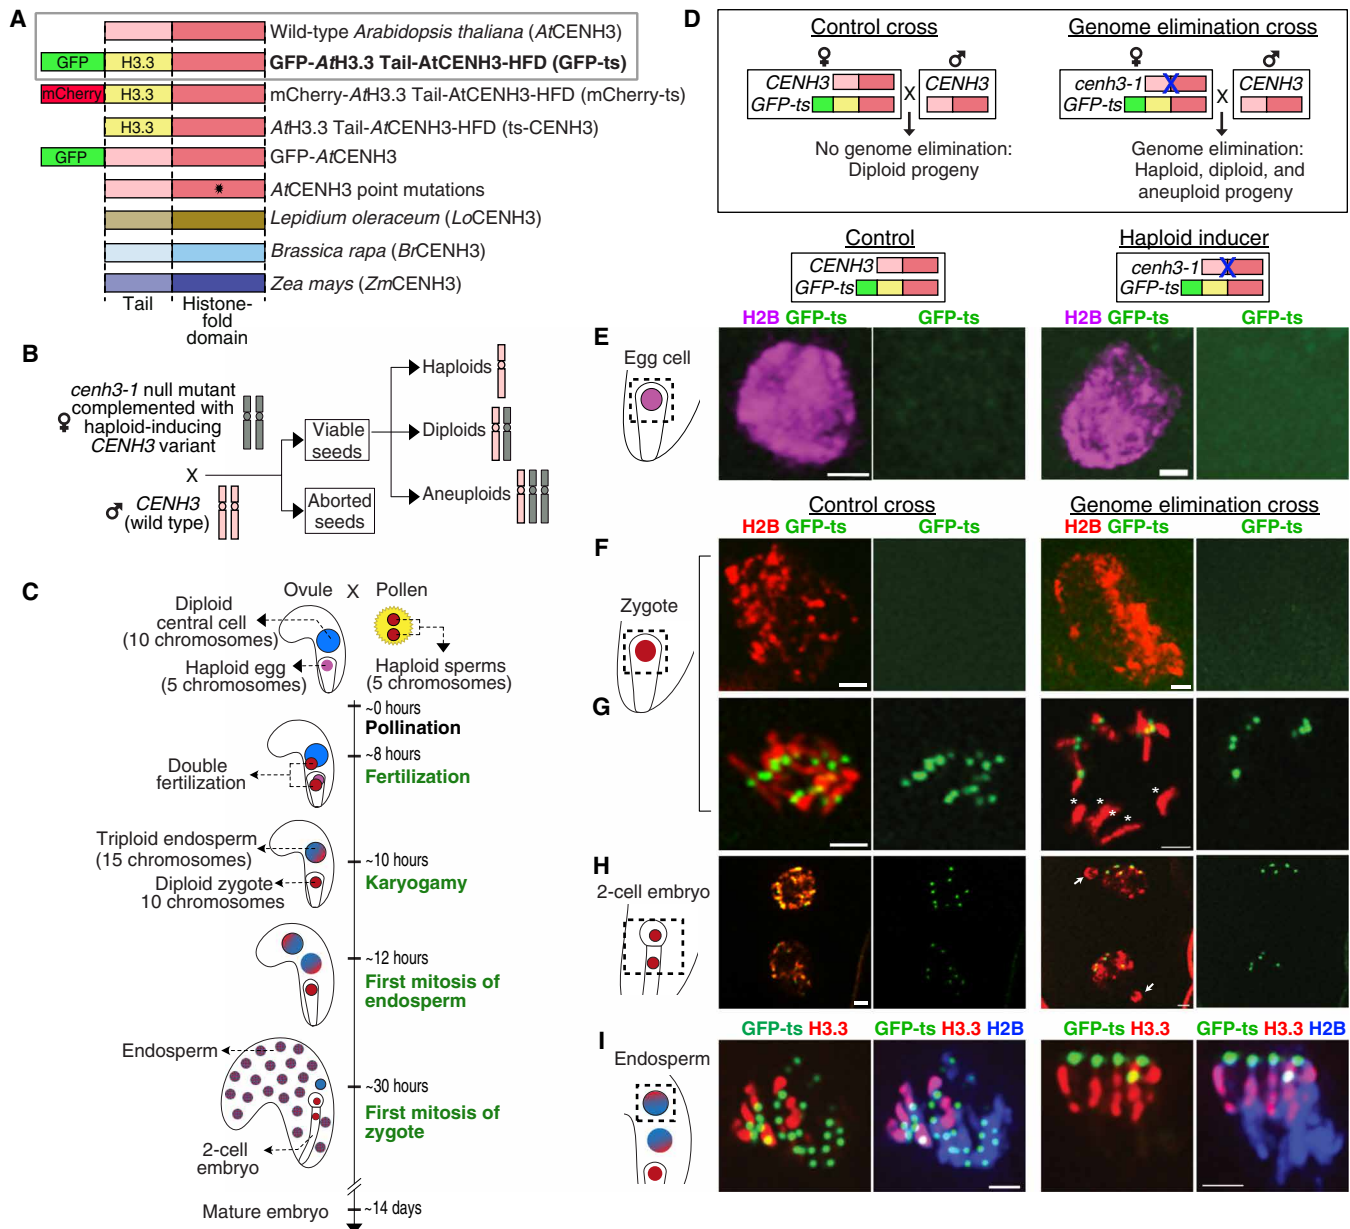 A
Wild-type Arabidopsis thaliana (AtCENH3)
GFP H3.3 GFP-AtH3.3 Tail-AtCENH3-HFD (GFP-ts)
mCherry H3.3 mCherry-AtH3.3 Tail-AtCENH3-HFD (mCherry-ts)
H3.3 AtH3.3 Tail-AtCENH3-HFD (ts-CENH3)
GFP GFP-AtCENH3
AtCENH3 point mutations
Lepidium oleraceum (LoCENH3)
Brassica rapa (BrCENH3)
Zea mays (ZmCENH3)
Tail Histone-
fold
domain
B
cenh3-1 null mutant
complemented with
haploid-inducing
CENH3 variant
♀
X
♂ CENH3
(wild type)
Viable
seeds
Aborted
seeds
Haploids
Diploids
Aneuploids
C
Ovule X Pollen
Diploid
central cell
(10 chromosomes)
Haploid egg
(5 chromosomes)
Haploid sperms
(5 chromosomes)
~0 hours
Pollination
~8 hours
Fertilization
Double
fertilization
Triploid endosperm
(15 chromosomes)
Diploid zygote
10 chromosomes
~10 hours
Karyogamy
~12 hours
First mitosis of
endosperm
Endosperm
~30 hours
First mitosis of
zygote
2-cell
embryo
Mature embryo
~14 days
D
Control cross
♀ ♂
CENH3
GFP-ts
X
CENH3
No genome elimination:
Diploid progeny
Genome elimination cross
♀ ♂
cenh3-1 X
GFP-ts
X
CENH3
Genome elimination:
Haploid, diploid, and
aneuploid progeny
Control
CENH3
GFP-ts
Haploid inducer
cenh3-1 X
GFP-ts
H2B GFP-ts GFP-ts H2B GFP-ts GFP-ts
E
Egg cell
Control cross Genome elimination cross
H2B GFP-ts GFP-ts H2B GFP-ts GFP-ts
F
Zygote
G
* * * * *
H
2-cell embryo
GFP-ts H3.3 GFP-ts H3.3 H2B GFP-ts H3.3 GFP-ts H3.3 H2B
I
Endosperm